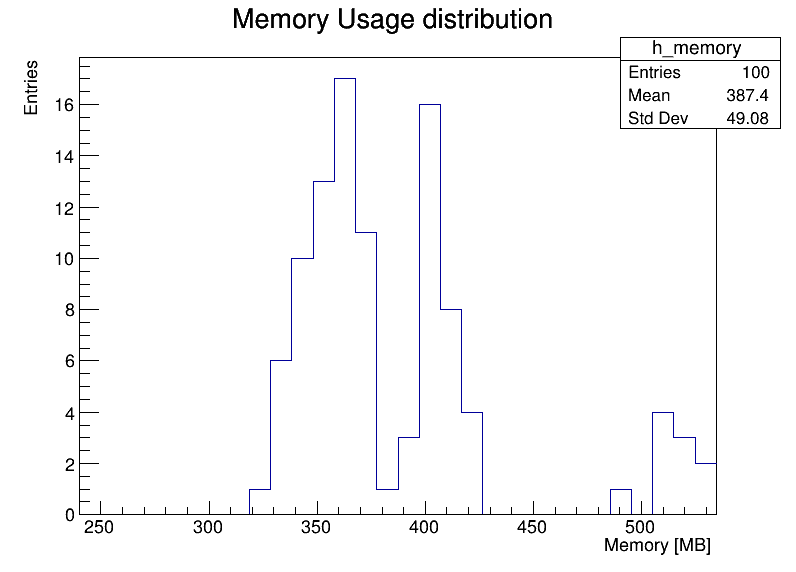 Memory Usage distribution
h_memory
Entries 100
Mean 387.4
Std Dev 49.08
Entries
16
14
12
10
8
6
4
2
0
250 300 350 400 450 500
Memory [MB]